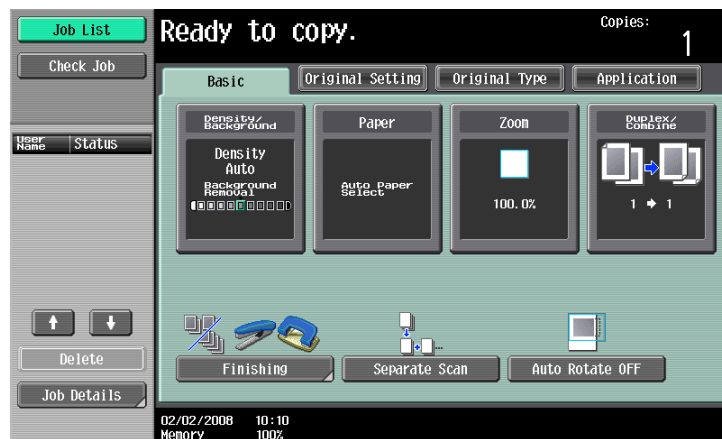 Job List
Check Job
User Name
Status
Delete
Job Details
Ready to copy.
Copies:
1
Basic
Original Setting
Original Type
Application
Density/
Background
Density
Auto
Background
Removal
Paper
Auto Paper
Select
Zoom
100.0%
Duplex/
Combine
1 → 1
Finishing
Separate Scan
Auto Rotate OFF
02/02/2008 10:10
Memory 100%